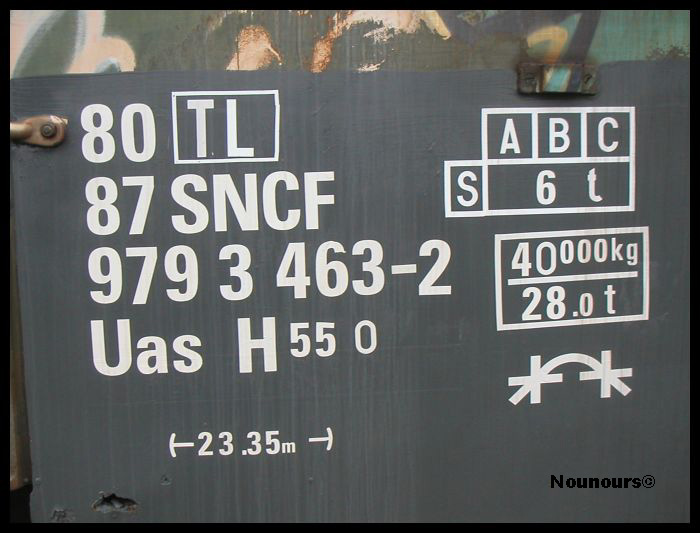 80 TL
87 SNCF
979 3 463-2
Uas H 55 0
23.35m
A B C
S 6 t
40000kg
28.0 t
Nounours©